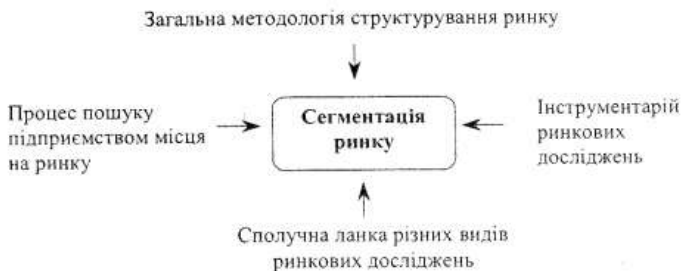 Загальна методологія структурування ринку
Процес пошуку
підприємством місця
на ринку
Сегментація
ринку
Інструментарій
ринкових
досліджень
Сполучна ланка різних видів
ринкових досліджень